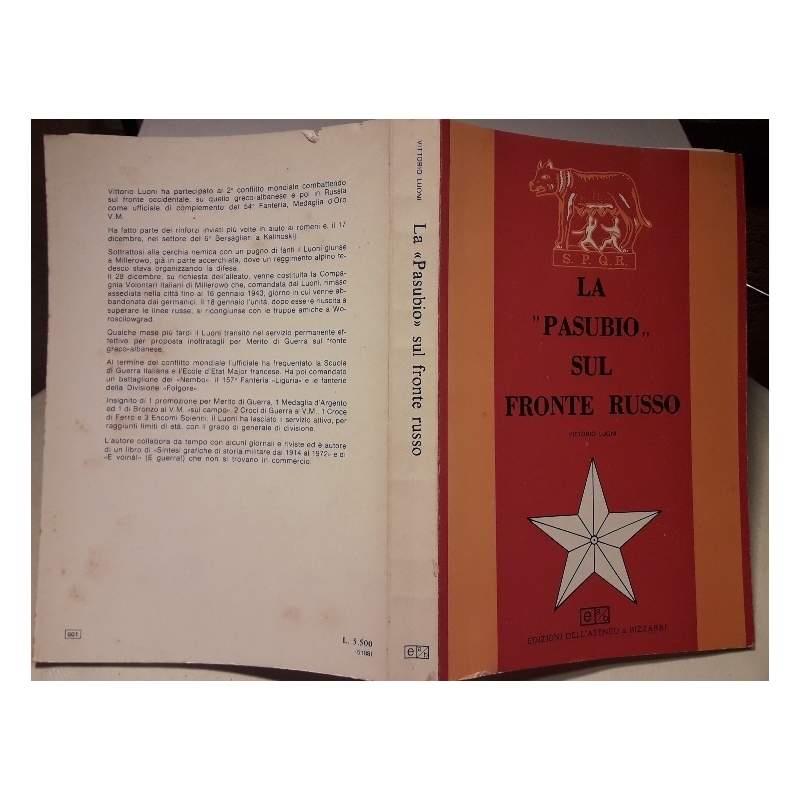 Vittorio Luoni ha partecipato al 2° conflitto mondiale combattendo
sul fronte occidentale, su quello greco-albanese e poi in Russia
come ufficiale di complemento del 54° Fanteria, Medaglia d'Oro
V.M.
Ha fatto parte dei rinforzi inviati più volte in aiuto ai romeni e, il 17
dicembre, nel settore del 6° Bersaglieri a Kalinoskij
Sottrattosi alla cerchia nemica con un pugno di fanti il Luoni giunse
a Millerowo, già in parte accerchiata, dove un reggimento alpino te-
desco stava organizzando la difesa.
Il 28 dicembre, su richiesta dell'alleato, venne costituita la Compa-
gnia Volontari Italiani di Millerowo che, comandata dal Luoni, rimase
assediata nella città fino al 16 gennaio 1943, giorno in cui venne ab-
bandonata dai germanici. Il 18 gennaio l'unità, dopo essere riuscita a
superare le linee russe, si ricongiunse con le truppe amiche a Wo-
roscilowgrad.
Qualche mese più tardi il Luoni transitò nel servizio permanente ef-
fettivo per proposta inoltratagli per Merito di Guerra sul fronte
greco-albanese.
Al termine del conflitto mondiale l'ufficiale ha frequentato la Scuola
di Guerra Italiana e l'Ecole d'Etat Major francese. Ha poi comandato
un battaglione del «Nembo», il 157° Fanteria «Liguria» e le fanterie
della Divisione «Folgore».
Insignito di 1 promozione per Merito di Guerra, 1 Medaglia d'Argento
ed 1 di Bronzo al V.M. «sul campo», 2 Croci di Guerra a V.M., 1 Croce
di Ferro e 3 Encomi Solenni, il Luoni ha lasciato il servizio attivo, per
raggiunti limiti di età, con il grado di generale di divisione.
L'autore collabora da tempo con alcuni giornali e riviste ed è autore
di un libro di «Sintesi grafiche di storia militare dal 1914 al 1972» e di
«E voinà!» (È guerra!) che non si trovano in commercio.
L. 3.500
VITTORIO LUONI
La «Pasubio» sul fronte russo
e a/b
S.P.Q.R.
LA
"PASUBIO„
SUL
FRONTE RUSSO
VITTORIO LUONI
e a/b
EDIZIONI DELL'ATENEO & BIZZARRI